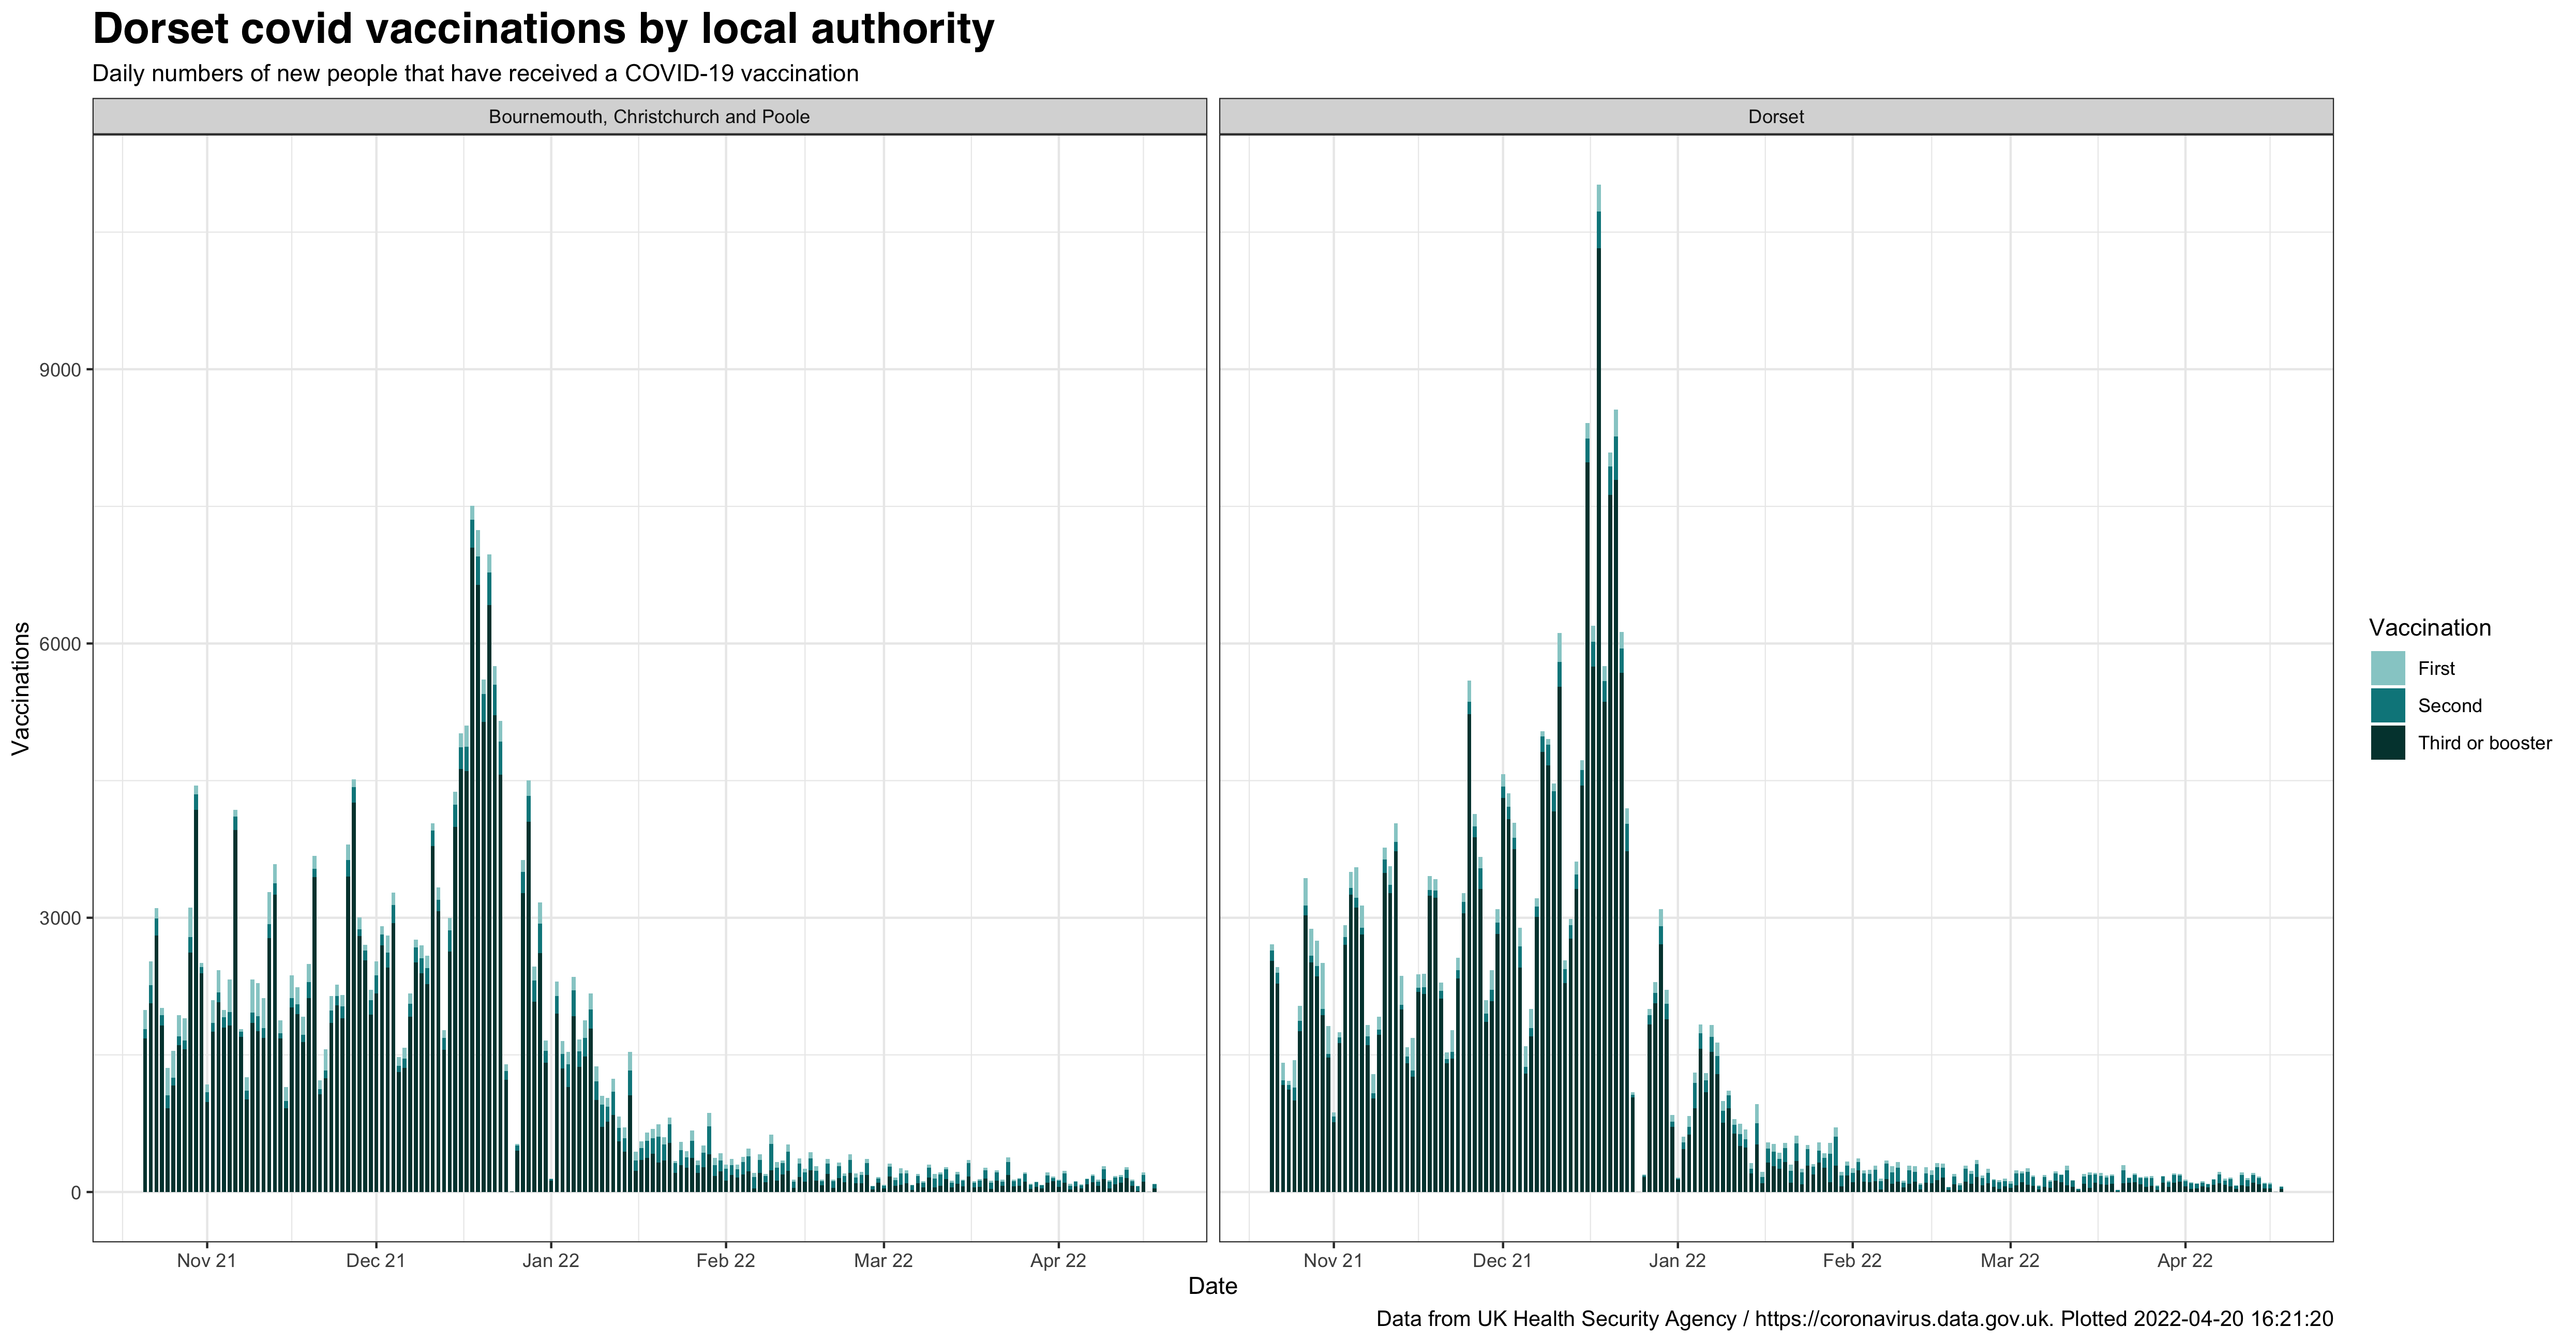 Dorset covid vaccinations by local authority
Daily numbers of new people that have received a COVID-19 vaccination
Bournemouth, Christchurch and Poole
Dorset
Vaccinations
9000
6000
3000
0
Nov 21
Dec 21
Jan 22
Feb 22
Mar 22
Apr 22
Nov 21
Dec 21
Jan 22
Feb 22
Mar 22
Apr 22
Date
Vaccination
First
Second
Third or booster
Data from UK Health Security Agency / https://coronavirus.data.gov.uk. Plotted 2022-04-20 16:21:20